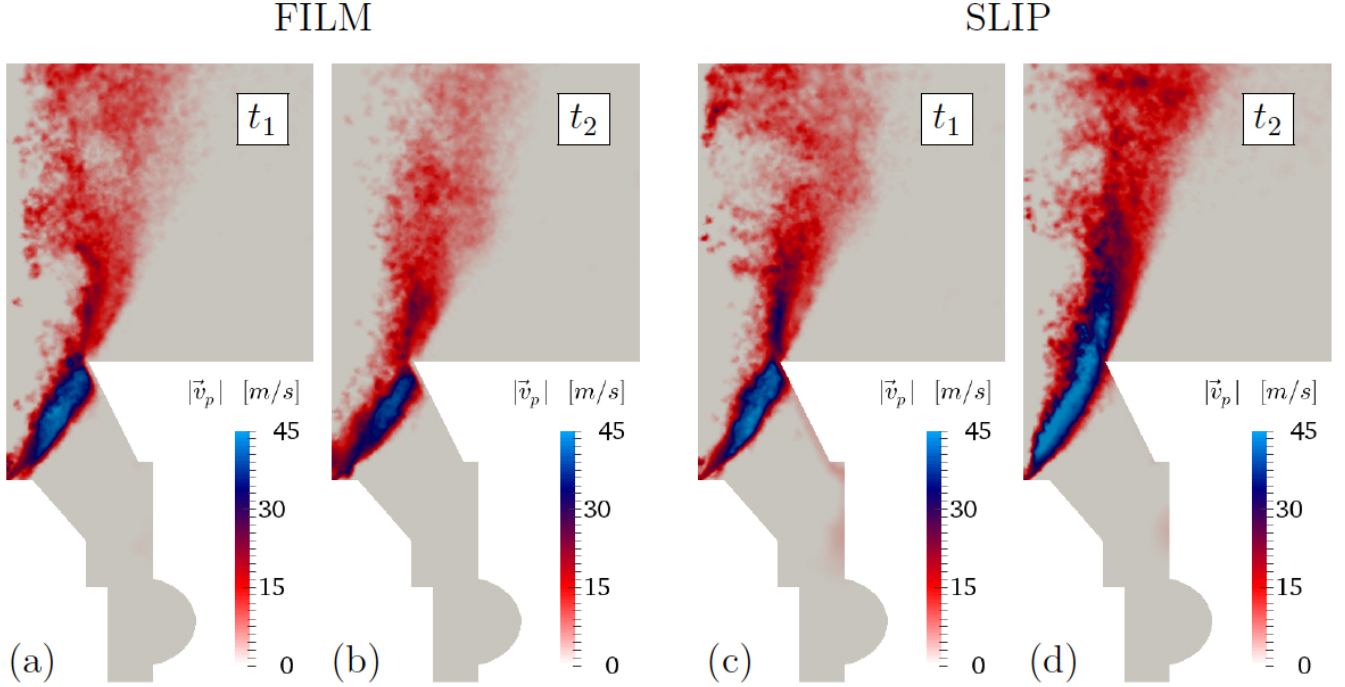 FILM SLIP
t₁ t₂ t₁ t₂
|v⃗ₚ| [m/s] |v⃗ₚ| [m/s] |v⃗ₚ| [m/s] |v⃗ₚ| [m/s]
45 45 45 45
30 30 30 30
15 15 15 15
0 0 0 0
(a) (b) (c) (d)